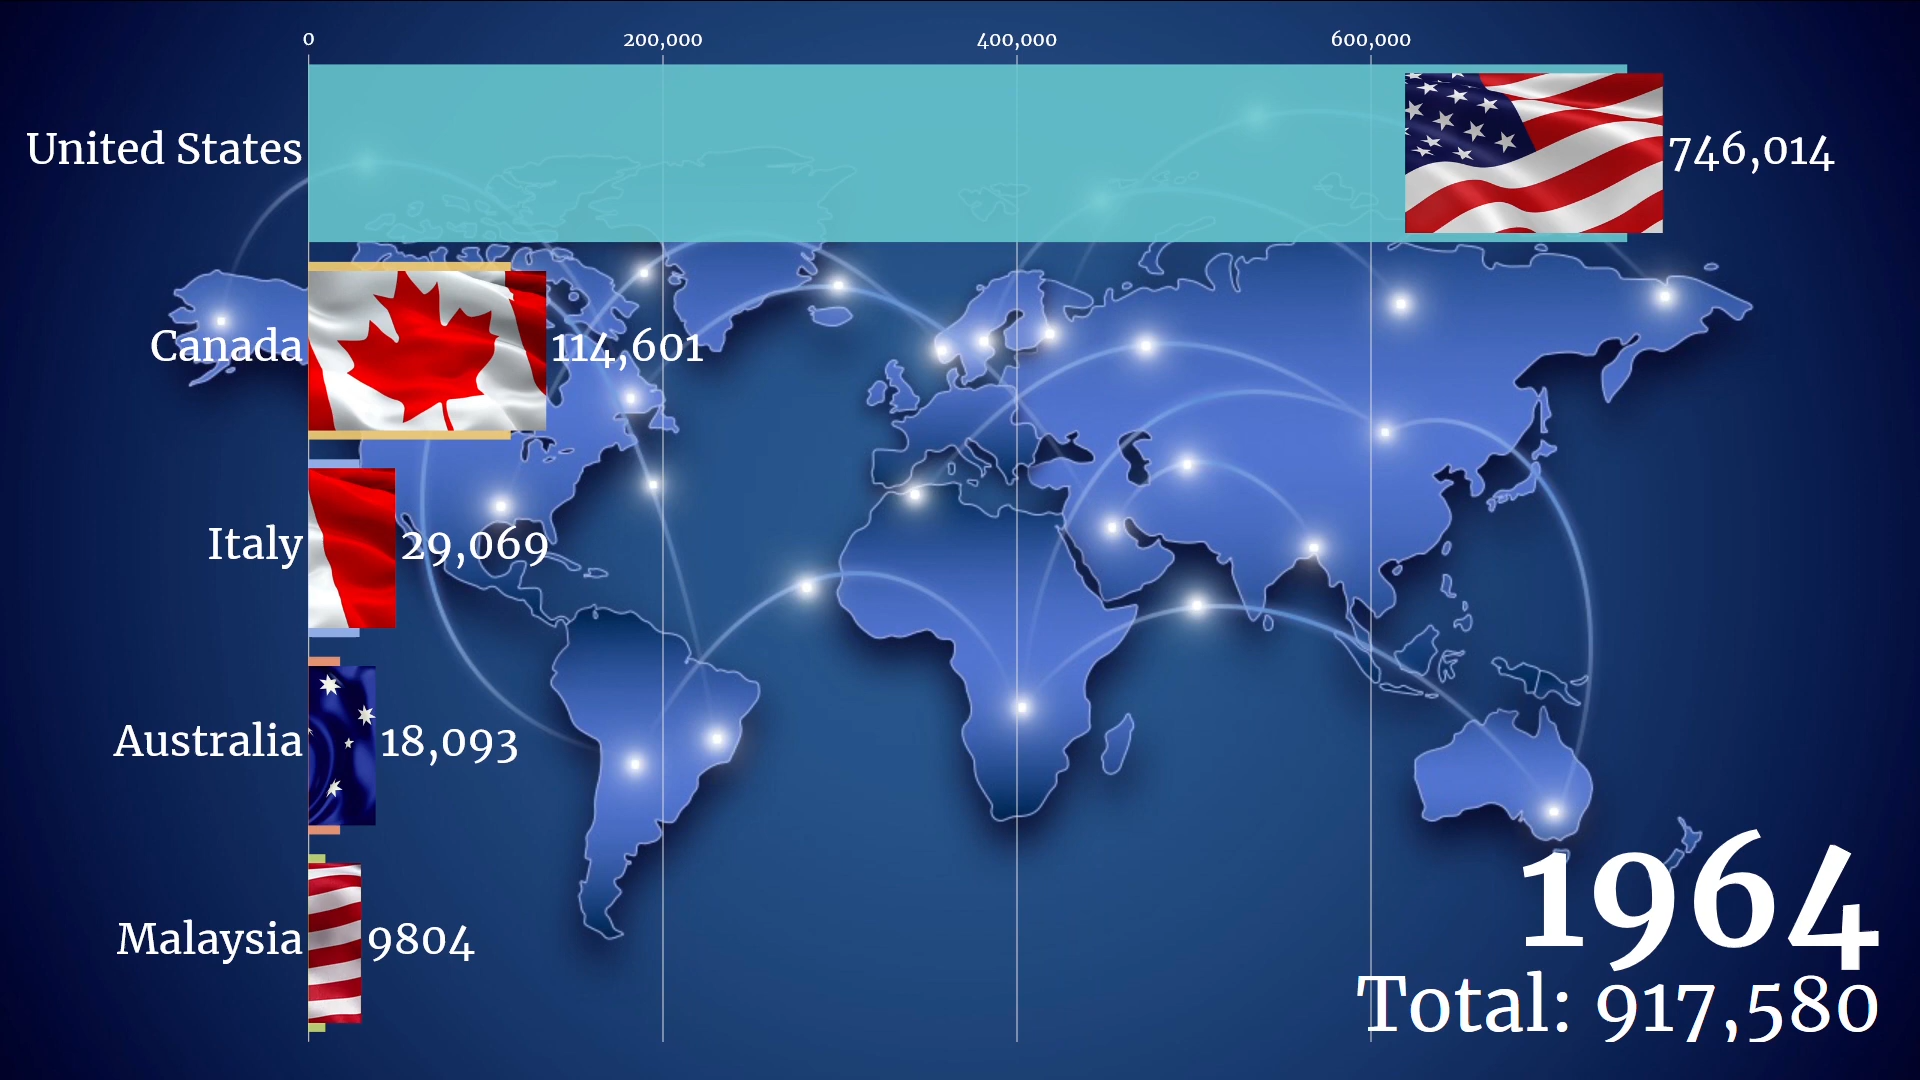 0 200,000 400,000 600,000
United States 746,014
Canada 114,601
Italy 29,069
Australia 18,093
Malaysia 9804
1964
Total: 917,580